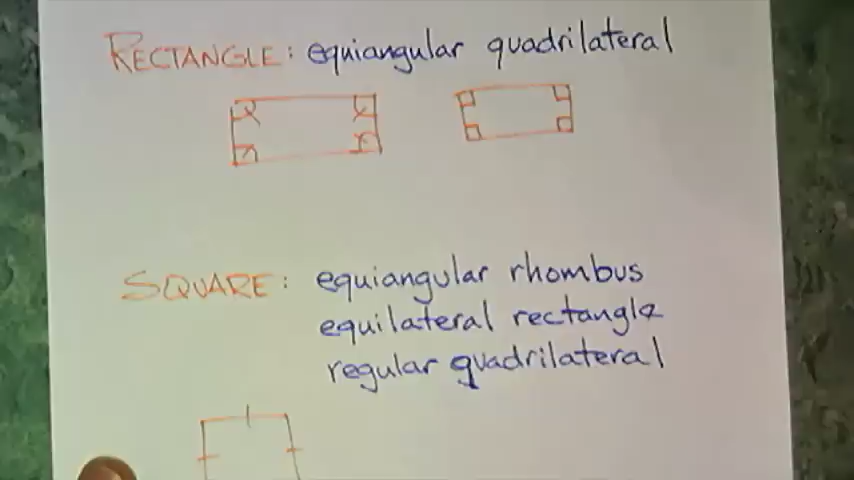 RECTANGLE: equiangular quadrilateral
SQUARE: equiangular rhombus
equilateral rectangle
regular quadrilateral